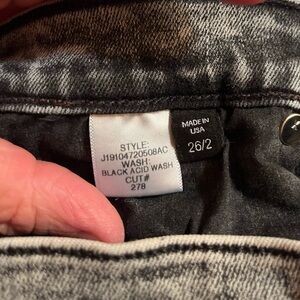 STYLE:
J19104720508AC
WASH:
BLACK ACID WASH
CUT#
278
MADE IN
USA
26/2